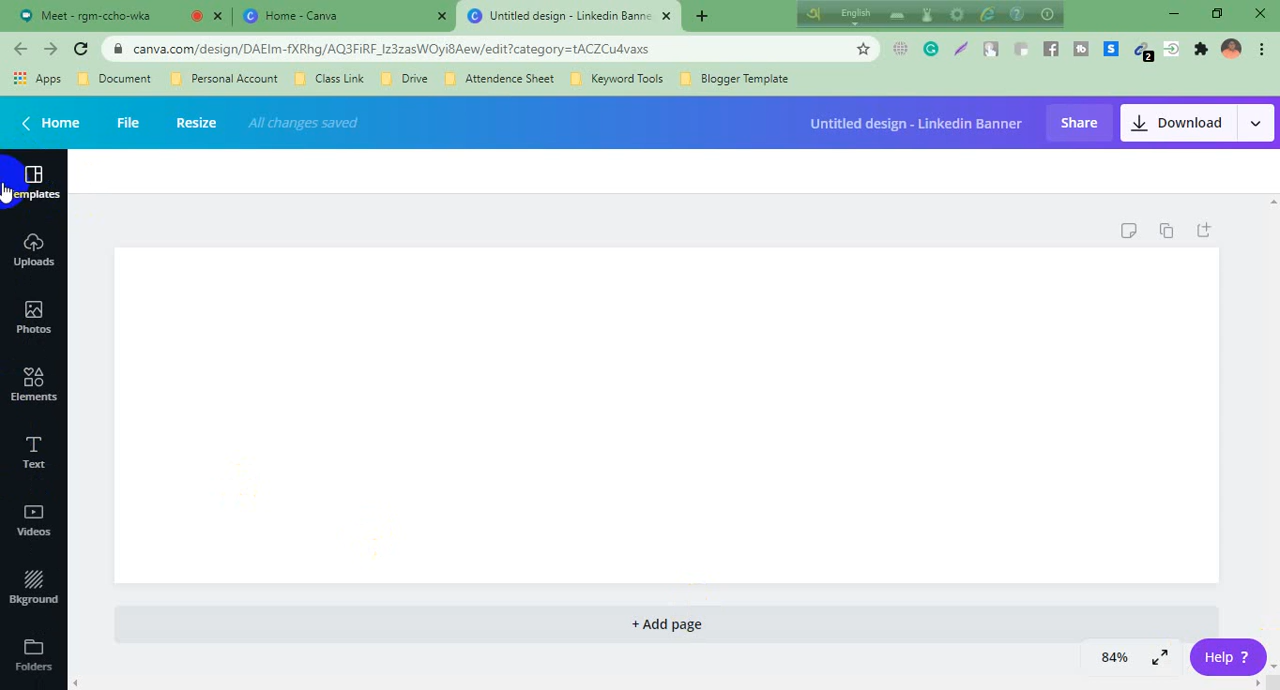 Meet - rgm-ccho-wka
Home - Canva
Untitled design - Linkedin Banne
English
canva.com/design/DAEIm-fXRhg/AQ3FiRF_lz3zasWOyi8Aew/edit?category=tACZCu4vaxs
2
Apps
Document
Personal Account
Class Link
Drive
Attendence Sheet
Keyword Tools
Blogger Template
Home
File
Resize
All changes saved
Untitled design - Linkedin Banner
Share
Download
emplates
Uploads
Photos
Elements
Text
Videos
Bkground
Folders
+ Add page
84%
Help ?